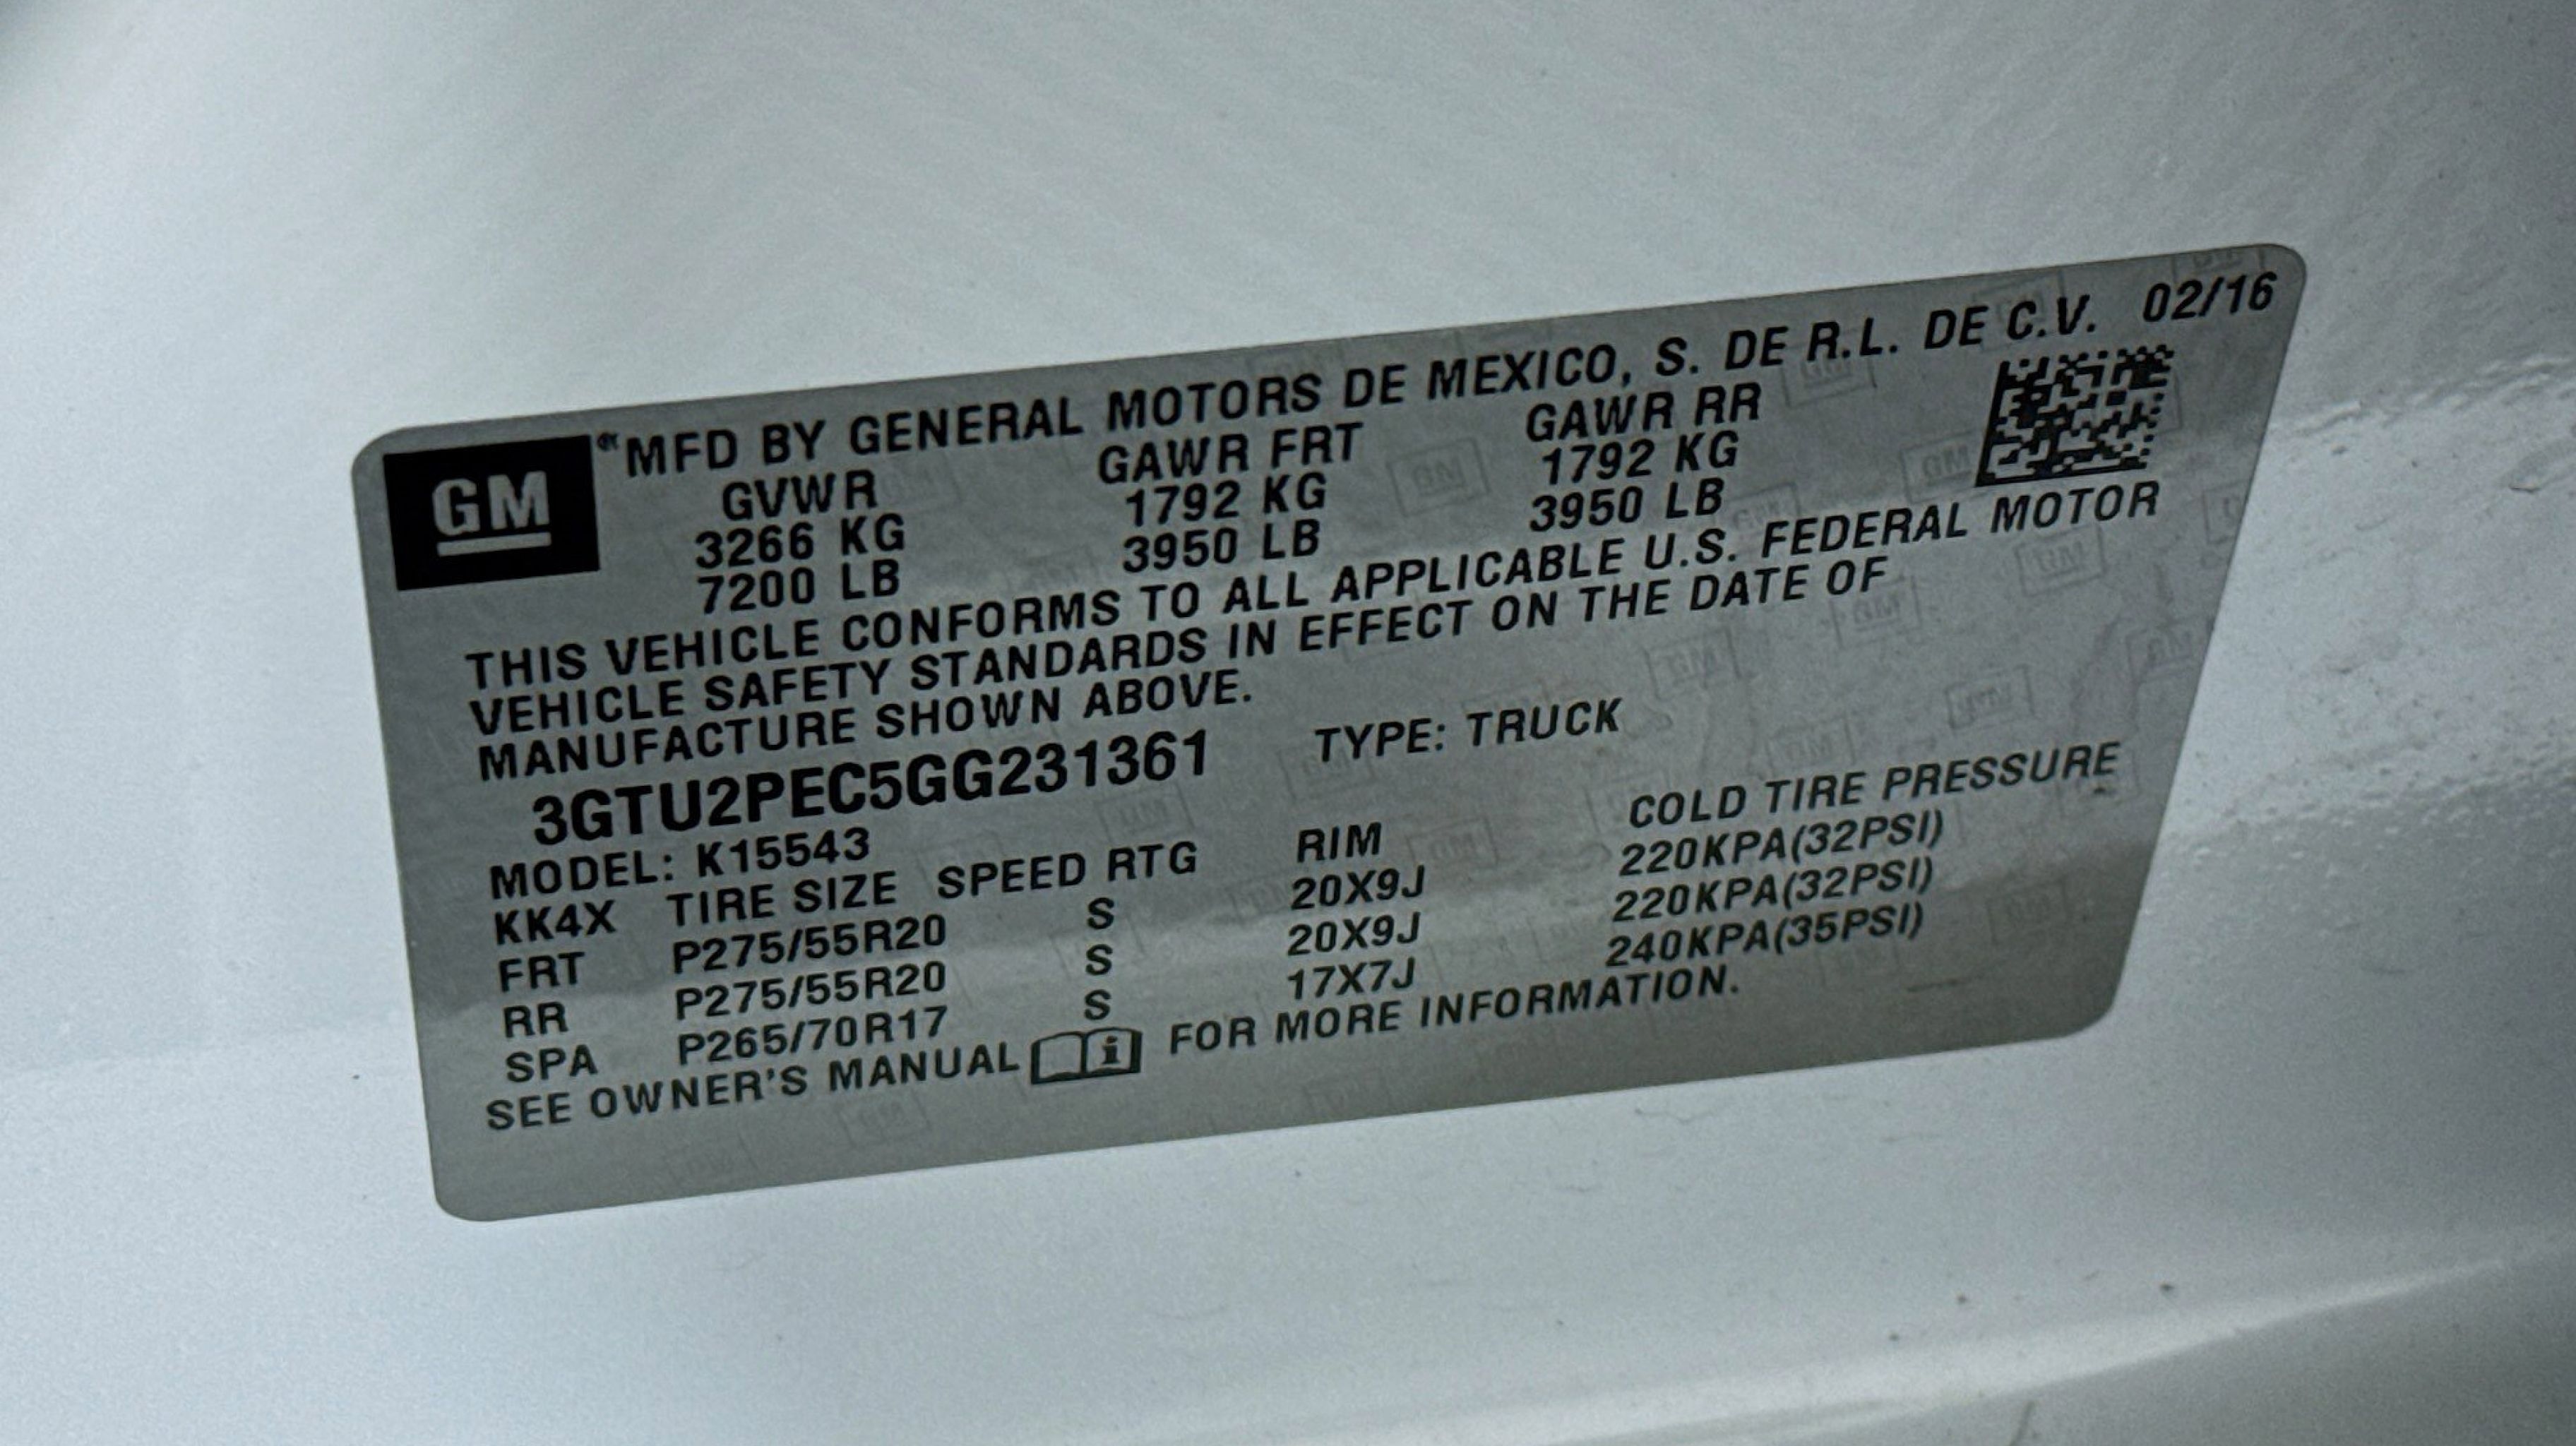 GM
MFD BY GENERAL MOTORS DE MEXICO, S. DE R.L. DE C.V. 02/16
GVWR GAWR FRT GAWR RR
3266 KG 1792 KG 1792 KG
7200 LB 3950 LB 3950 LB
THIS VEHICLE CONFORMS TO ALL APPLICABLE U.S. FEDERAL MOTOR
VEHICLE SAFETY STANDARDS IN EFFECT ON THE DATE OF
MANUFACTURE SHOWN ABOVE.
3GTU2PEC5GG231361 TYPE: TRUCK
MODEL: K15543
KK4X TIRE SIZE SPEED RTG RIM COLD TIRE PRESSURE
FRT P275/55R20 S 20X9J 220KPA(32PSI)
RR P275/55R20 S 20X9J 220KPA(32PSI)
SPA P265/70R17 S 17X7J 240KPA(35PSI)
SEE OWNER'S MANUAL FOR MORE INFORMATION.